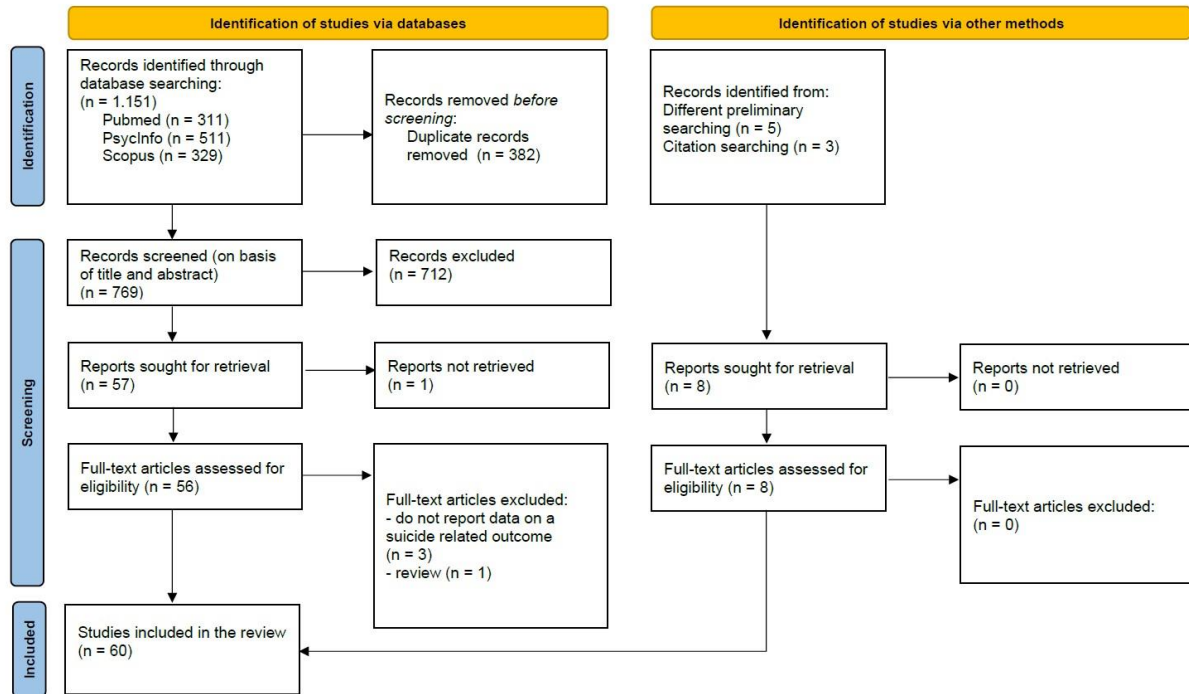 Identification of studies via databases
Identification of studies via other methods
Identification
Records identified through
database searching:
(n = 1.151)
Pubmed (n = 311)
PsycInfo (n = 511)
Scopus (n = 329)
Records removed before
screening:
Duplicate records
removed (n = 382)
Records identified from:
Different preliminary
searching (n = 5)
Citation searching (n = 3)
Screening
Records screened (on basis
of title and abstract)
(n = 769)
Records excluded
(n = 712)
Reports sought for retrieval
(n = 57)
Reports not retrieved
(n = 1)
Reports sought for retrieval
(n = 8)
Reports not retrieved
(n = 0)
Full-text articles assessed for
eligibility (n = 56)
Full-text articles excluded:
- do not report data on a
suicide related outcome
(n = 3)
- review (n = 1)
Full-text articles assessed for
eligibility (n = 8)
Full-text articles excluded:
(n = 0)
Included
Studies included in the review
(n = 60)